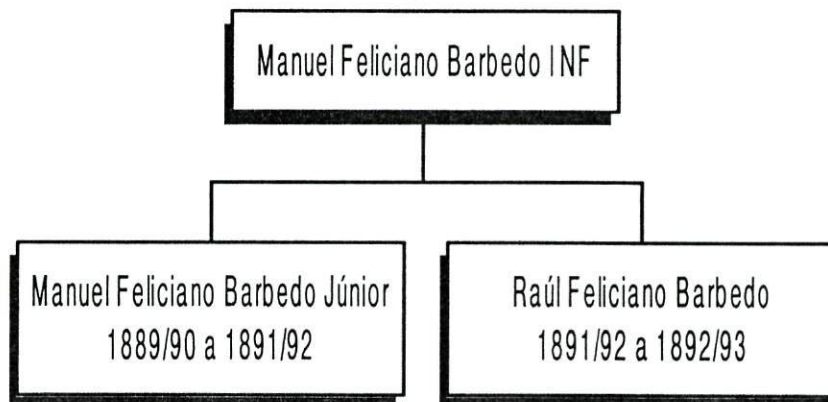 Manuel Feliciano Barbedo INF
Manuel Feliciano Barbedo Júnior
1889/90 a 1891/92
Raúl Feliciano Barbedo
1891/92 a 1892/93